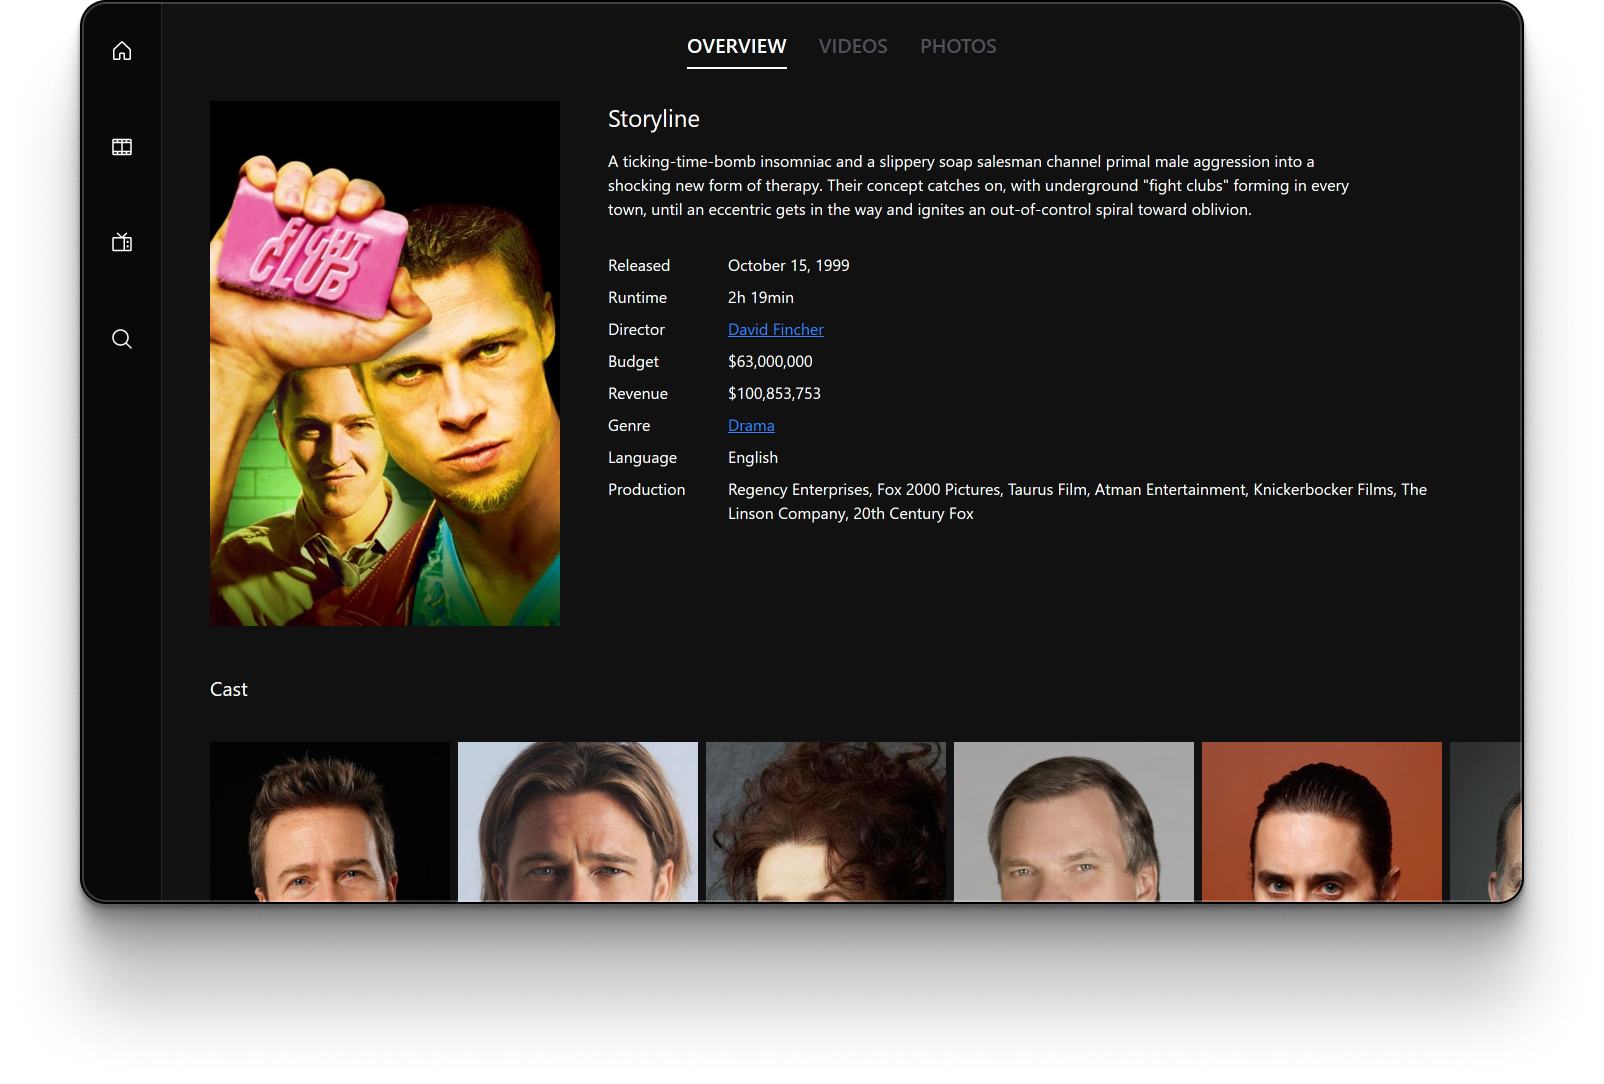 OVERVIEW VIDEOS PHOTOS
FIGHT
CLUB
Storyline
A ticking-time-bomb insomniac and a slippery soap salesman channel primal male aggression into a
shocking new form of therapy. Their concept catches on, with underground "fight clubs" forming in every
town, until an eccentric gets in the way and ignites an out-of-control spiral toward oblivion.
Released October 15, 1999
Runtime 2h 19min
Director David Fincher
Budget $63,000,000
Revenue $100,853,753
Genre Drama
Language English
Production Regency Enterprises, Fox 2000 Pictures, Taurus Film, Atman Entertainment, Knickerbocker Films, The
Linson Company, 20th Century Fox
Cast